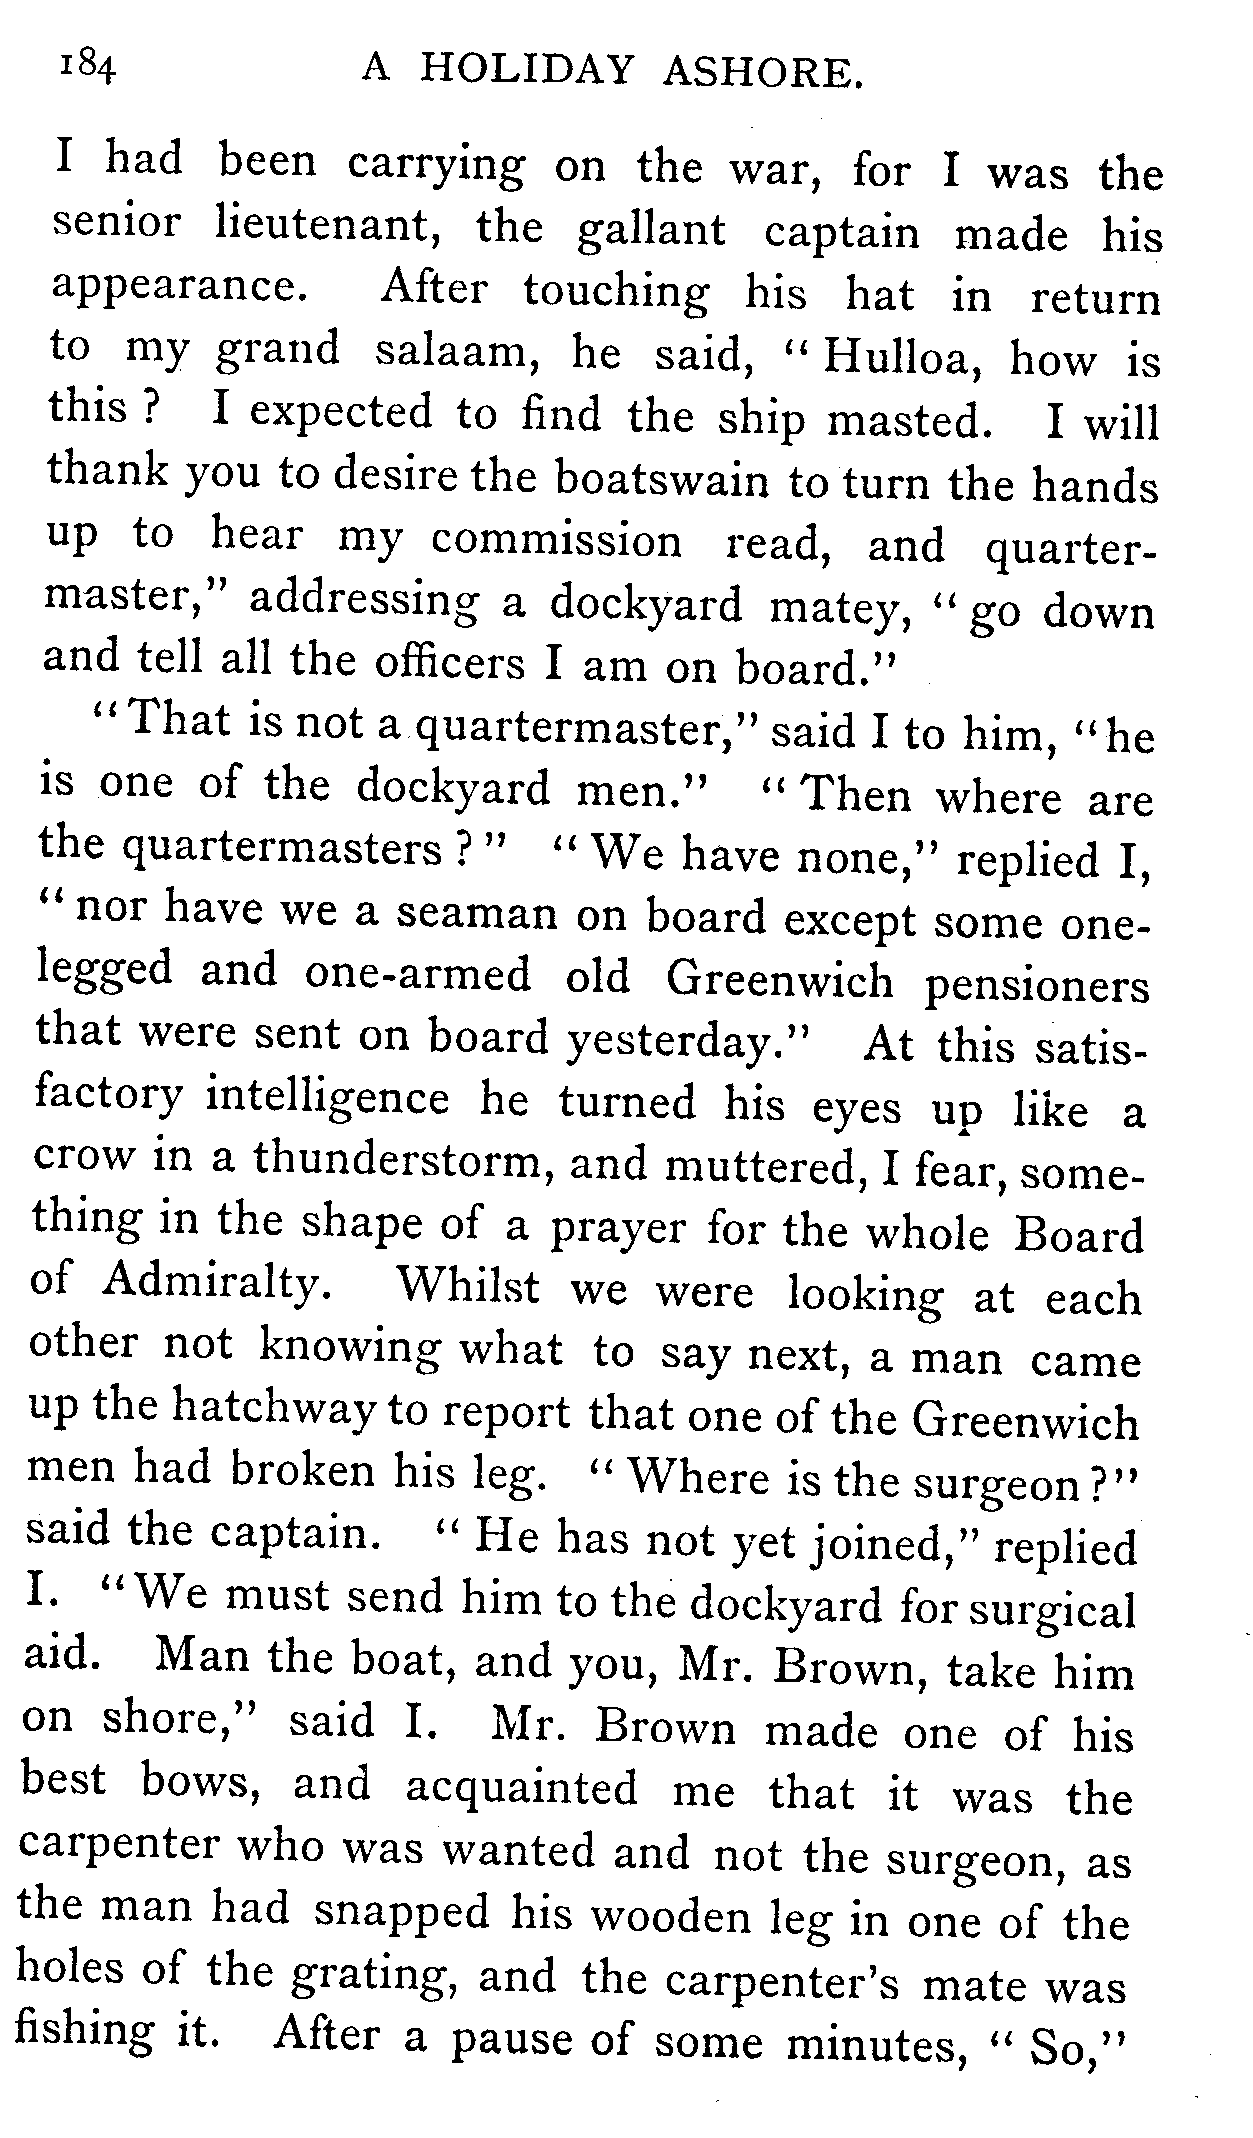 184 A HOLIDAY ASHORE.
I had been carrying on the war, for I was the
senior lieutenant, the gallant captain made his
appearance. After touching his hat in return
to my grand salaam, he said, “ Hulloa, how is
this ? I expected to find the ship masted. I will
thank you to desire the boatswain to turn the hands
up to hear my commission read, and quarter-
master,” addressing a dockyard matey, “ go down
and tell all the officers I am on board.”
“That is not a quartermaster,” said I to him, “he
is one of the dockyard men.” “ Then where are
the quartermasters ? ” “ We have none,” replied I,
“ nor have we a seaman on board except some one-
legged and one-armed old Greenwich pensioners
that were sent on board yesterday.” At this satis-
factory intelligence he turned his eyes up like a
crow in a thunderstorm, and muttered, I fear, some-
thing in the shape of a prayer for the whole Board
of Admiralty. Whilst we were looking at each
other not knowing what to say next, a man came
up the hatchway to report that one of the Greenwich
men had broken his leg. “ Where is the surgeon ?”
said the captain. “ He has not yet joined,” replied
I. “We must send him to the dockyard for surgical
aid. Man the boat, and you, Mr. Brown, take him
on shore,” said I. Mr. Brown made one of his
best bows, and acquainted me that it was the
carpenter who was wanted and not the surgeon, as
the man had snapped his wooden leg in one of the
holes of the grating, and the carpenter's mate was
fishing it. After a pause of some minutes, “ So,”